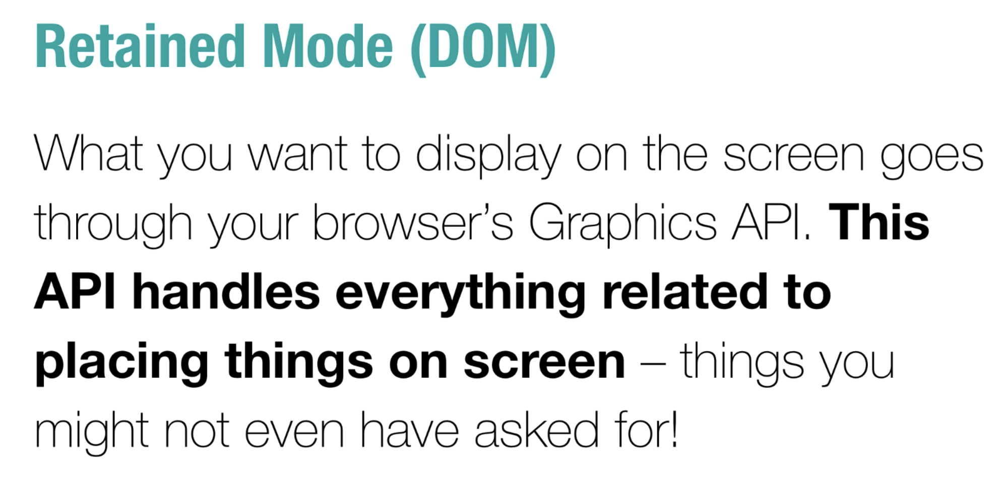 Retained Mode (DOM)
What you want to display on the screen goes
through your browser’s Graphics API. This
API handles everything related to
placing things on screen – things you
might not even have asked for!